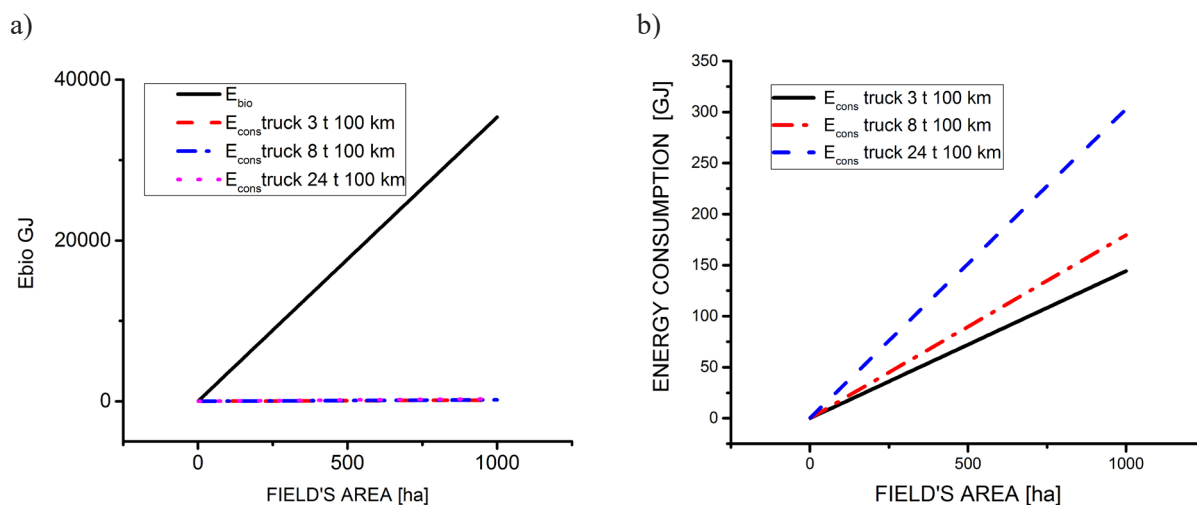 a)
40000
20000
0
Ebio GJ
E_bio
E_cons truck 3 t 100 km
E_cons truck 8 t 100 km
E_cons truck 24 t 100 km
0 500 1000
FIELD'S AREA [ha]
b)
350
300
250
200
150
100
50
0
ENERGY CONSUMPTION [GJ]
E_cons truck 3 t 100 km
E_cons truck 8 t 100 km
E_cons truck 24 t 100 km
0 500 1000
FIELD'S AREA [ha]